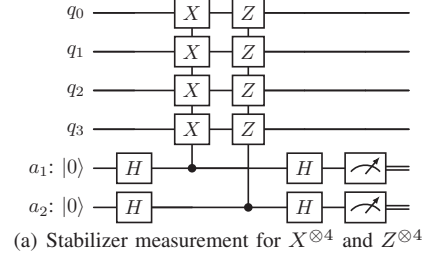 q₀ X Z
q₁ X Z
q₂ X Z
q₃ X Z
a₁: |0⟩ H H
a₂: |0⟩ H H
(a) Stabilizer measurement for X⊗⁴ and Z⊗⁴